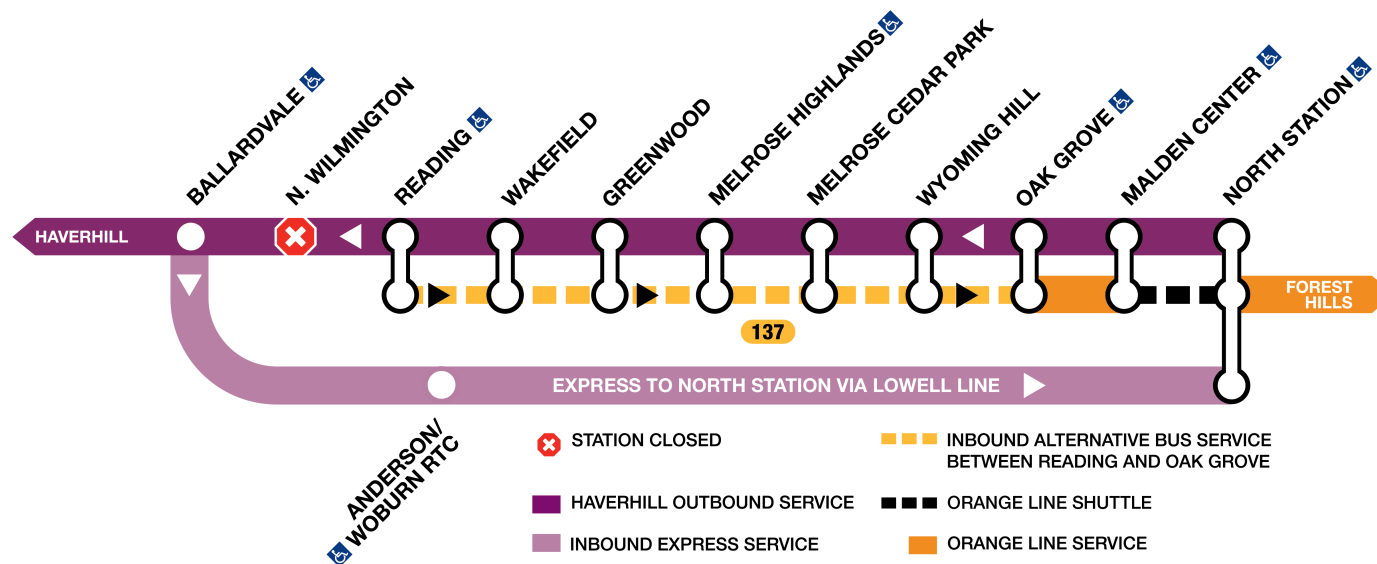 BALLARDVALE
N. WILMINGTON
READING
WAKEFIELD
GREENWOOD
MELROSE HIGHLANDS
MELROSE CEDAR PARK
WYOMING HILL
OAK GROVE
MALDEN CENTER
NORTH STATION
HAVERHILL
FOREST
HILLS
137
EXPRESS TO NORTH STATION VIA LOWELL LINE
ANDERSON/
WOBURN RTC
STATION CLOSED
HAVERHILL OUTBOUND SERVICE
INBOUND EXPRESS SERVICE
INBOUND ALTERNATIVE BUS SERVICE
BETWEEN READING AND OAK GROVE
ORANGE LINE SHUTTLE
ORANGE LINE SERVICE